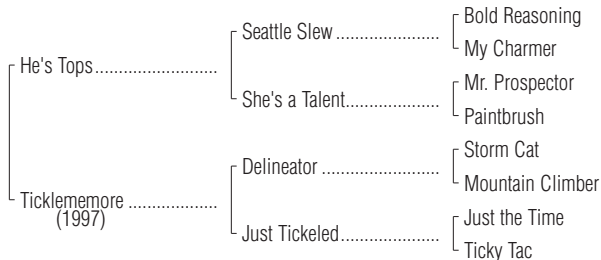 Bold Reasoning
Seattle Slew ...................
My Charmer
He's Tops.......................
Mr. Prospector
She's a Talent.................
Paintbrush
Storm Cat
Delineator .....................
Mountain Climber
Ticklememore .................
(1997)
Just the Time
Just Tickeled..................
Ticky Tac